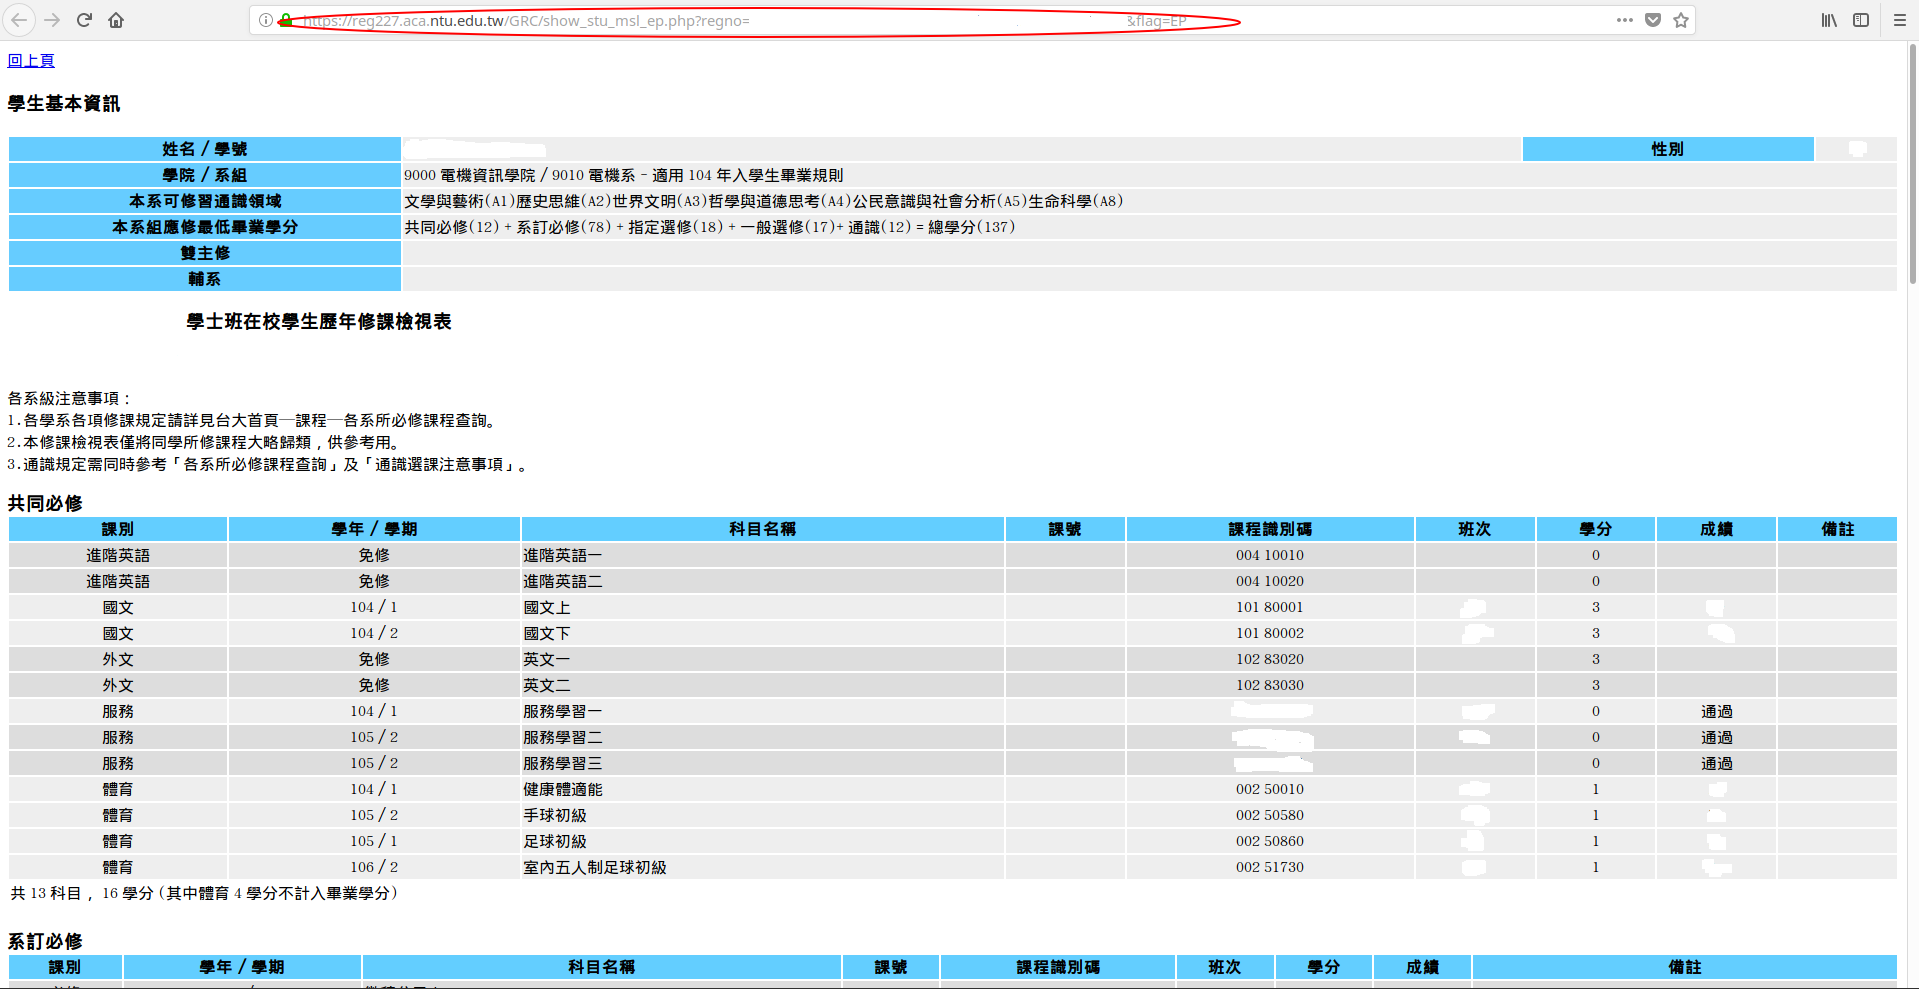 https://reg227.aca.ntu.edu.tw/GRC/show_stu_msl_ep.php?regno= &flag=EP
回上頁
學生基本資訊
姓名 / 學號 性別
學院 / 系組 9000 電機資訊學院 / 9010 電機系 - 適用 104 年入學生畢業規則
本系可修習通識領域 文學與藝術(A1)歷史思維(A2)世界文明(A3)哲學與道德思考(A4)公民意識與社會分析(A5)生命科學(A8)
本系組應修最低畢業學分 共同必修(12) + 系訂必修(78) + 指定選修(18) + 一般選修(17)+ 通識(12) = 總學分(137)
雙主修
輔系
學士班在校學生歷年修課檢視表
各系級注意事項：
1.各學系各項修課規定請詳見台大首頁─課程─各系所必修課程查詢。
2.本修課檢視表僅將同學所修課程大略歸類，供參考用。
3.通識規定需同時參考「各系所必修課程查詢」及「通識選課注意事項」。
共同必修
課別 學年 / 學期 科目名稱 課號 課程識別碼 班次 學分 成績 備註
進階英語 免修 進階英語一 004 10010 0
進階英語 免修 進階英語二 004 10020 0
國文 104 / 1 國文上 101 80001 3
國文 104 / 2 國文下 101 80002 3
外文 免修 英文一 102 83020 3
外文 免修 英文二 102 83030 3
服務 104 / 1 服務學習一 0 通過
服務 105 / 2 服務學習二 0 通過
服務 105 / 2 服務學習三 0 通過
體育 104 / 1 健康體適能 002 50010 1
體育 105 / 2 手球初級 002 50580 1
體育 105 / 1 足球初級 002 50860 1
體育 106 / 2 室內五人制足球初級 002 51730 1
共 13 科目，16 學分 (其中體育 4 學分不計入畢業學分)
系訂必修
課別 學年 / 學期 科目名稱 課號 課程識別碼 班次 學分 成績 備註